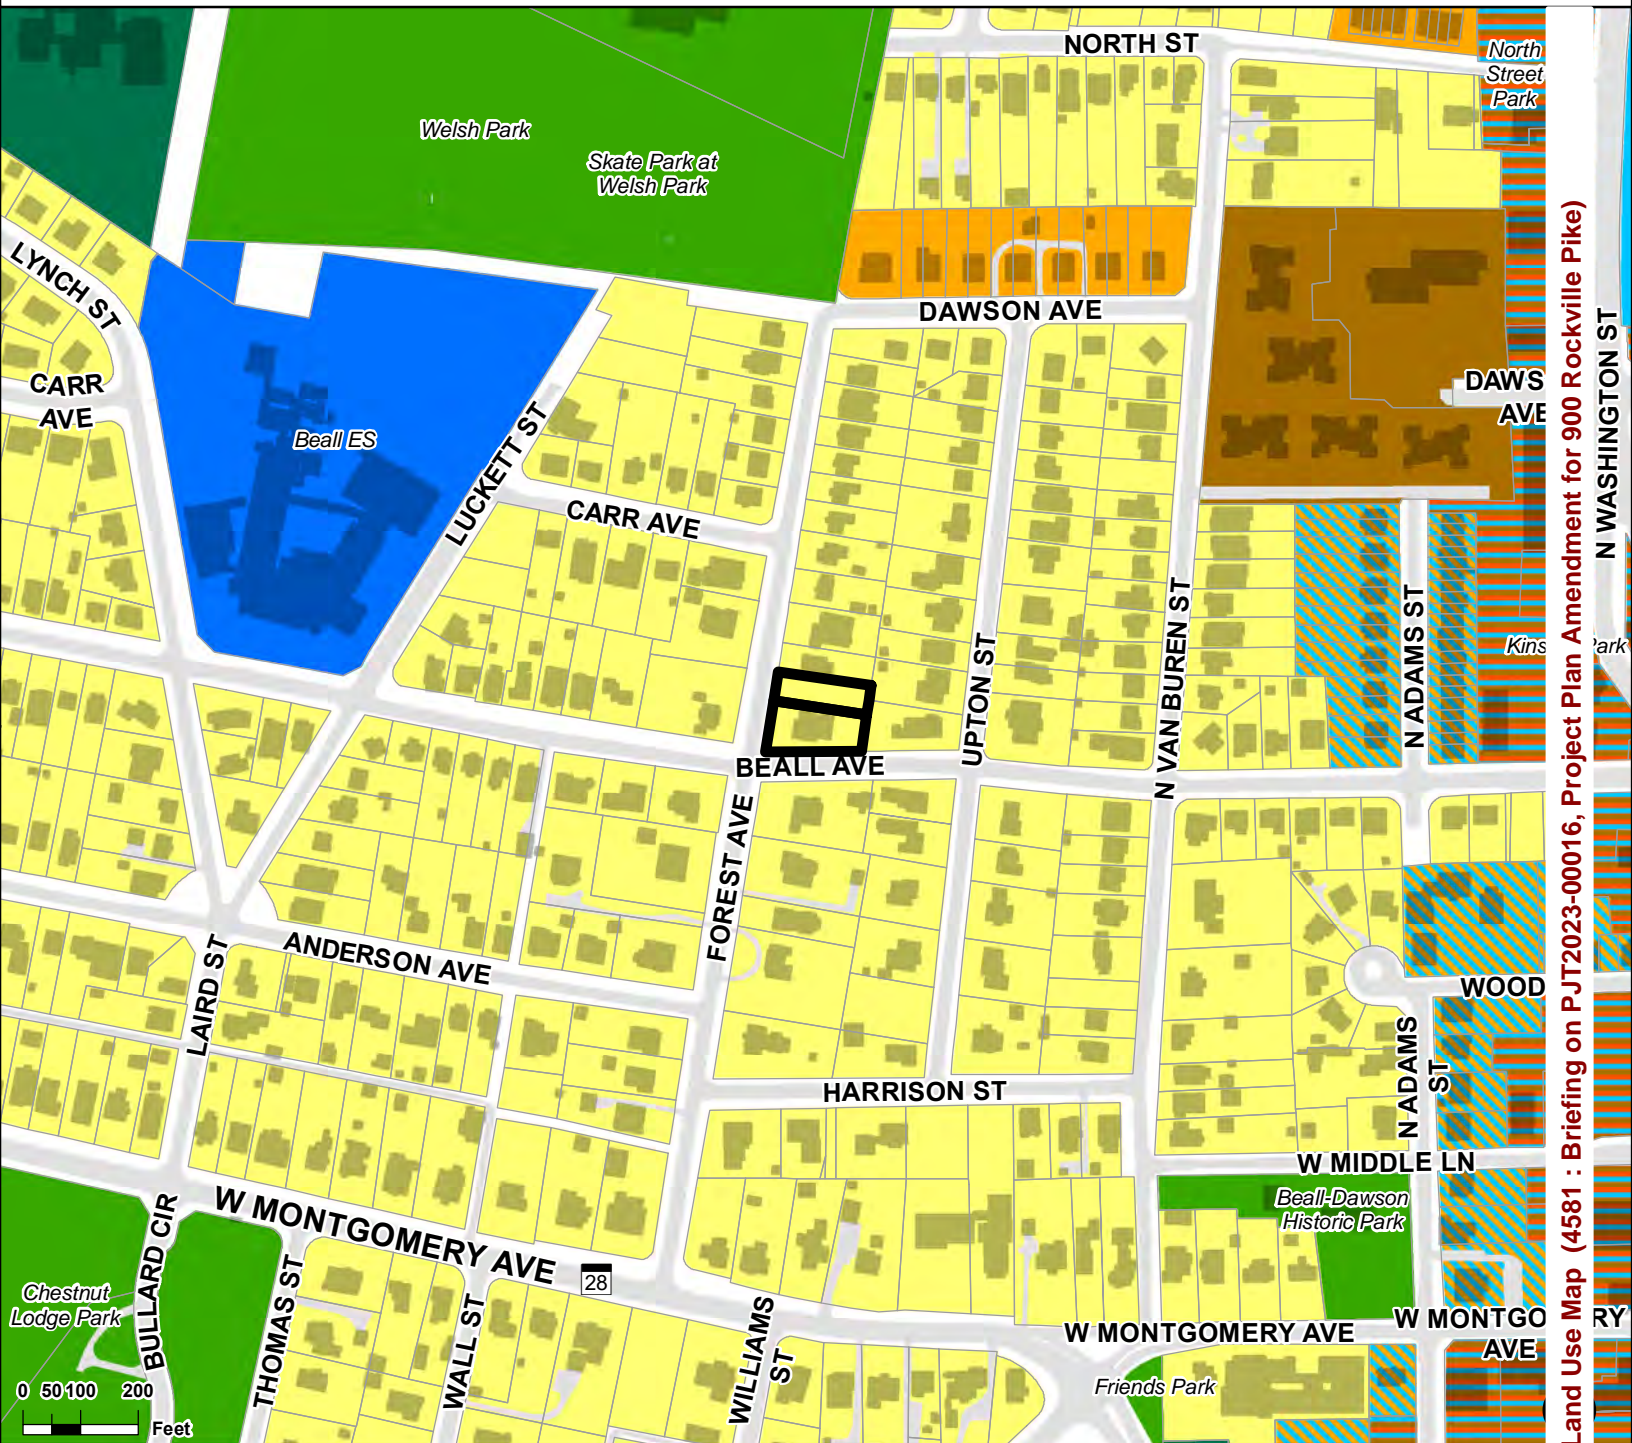 NORTH ST
North
Street
Park
Welsh Park
Skate Park at
Welsh Park
LYNCH ST
DAWSON AVE
CARR
AVE
DAWS
AVE
N WASHINGTON ST
Beall ES
LUCKETT ST
CARR AVE
UPTON ST
N VAN BUREN ST
N ADAMS ST
Kins
Park
BEALL AVE
FOREST AVE
ANDERSON AVE
LAIRD ST
WOOD
N ADAMS
ST
HARRISON ST
W MIDDLE LN
Beall-Dawson
Historic Park
W MONTGOMERY AVE
28
BULLARD CIR
Chestnut
Lodge Park
THOMAS ST
WALL ST
WILLIAMS
ST
W MONTGOMERY AVE
W MONTGOMERY
AVE
Friends Park
0 50 100 200
Feet
Land Use Map (4581 : Briefing on PJT2023-00016, Project Plan Amendment for 900 Rockville Pike)